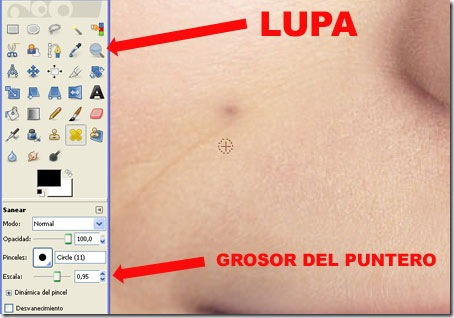 LUPA
A
Sanear
Modo: Normal
Opacidad: 100,0
Pinceles: Circle (11)
Escala: 0,95
GROSOR DEL PUNTERO
Dinámica del pincel
Desvanecimiento